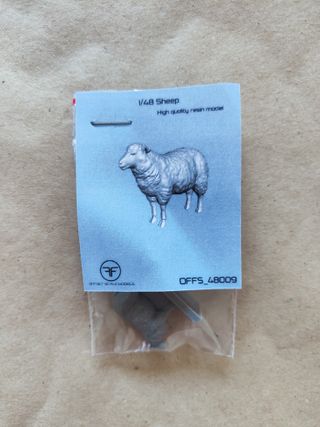 1/48 Sheep
High quality resin model
OFFS_48009